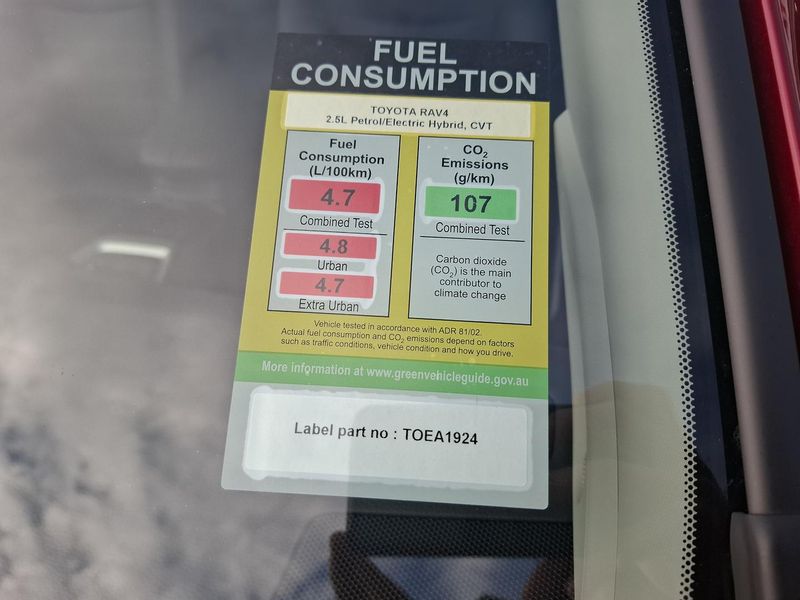 FUEL
CONSUMPTION
TOYOTA RAV4
2.5L Petrol/Electric Hybrid, CVT
Fuel
Consumption
(L/100km)
4.7
Combined Test
4.8
Urban
4.7
Extra Urban
CO₂
Emissions
(g/km)
107
Combined Test
Carbon dioxide
(CO₂) is the main
contributor to
climate change
Vehicle tested in accordance with ADR 81/02.
Actual fuel consumption and CO₂ emissions depend on factors
such as traffic conditions, vehicle condition and how you drive.
More information at www.greenvehicleguide.gov.au
Label part no : TOEA1924